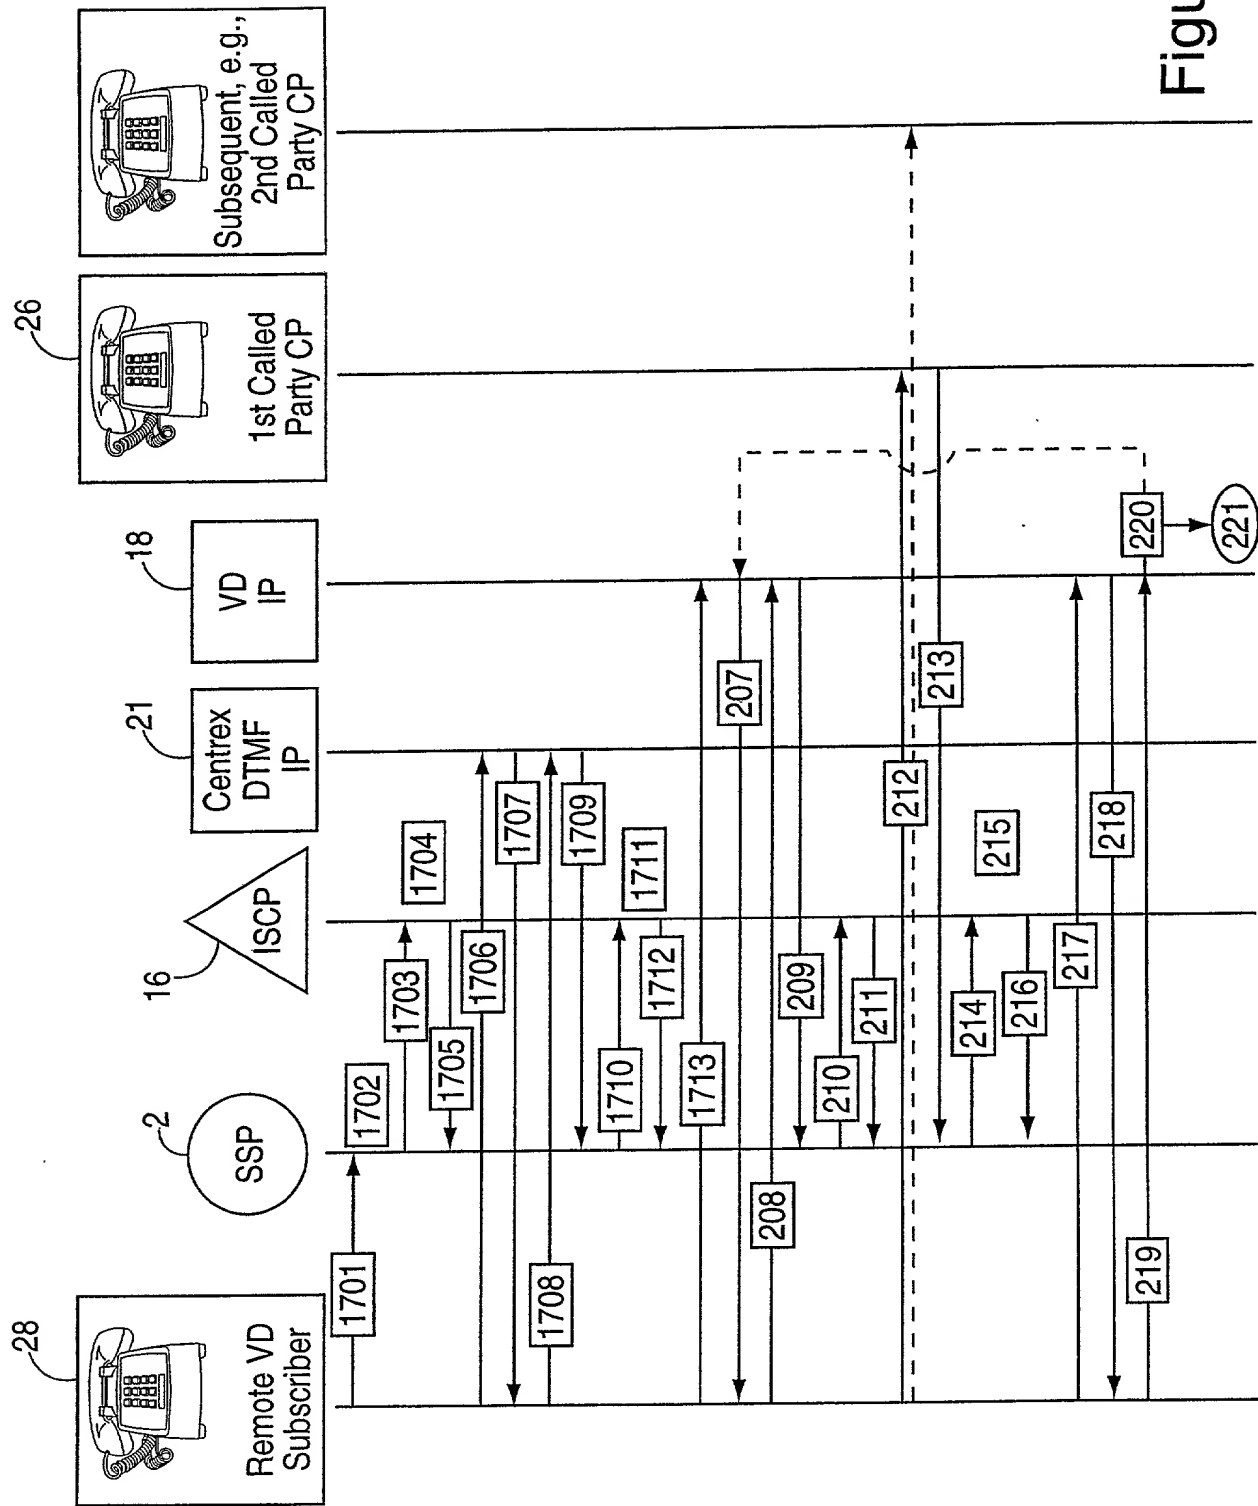 28
Remote VD
Subscriber
2
SSP
16
ISCP
21
Centrex
DTMF
IP
18
VD
IP
26
1st Called
Party CP
Subsequent, e.g.,
2nd Called
Party CP
1701
1702
1703
1704
1705
1706
1707
1708
1709
1710
1711
1712
1713
207
208
209
210
211
212
213
214
215
216
217
218
219
220
221
Figu